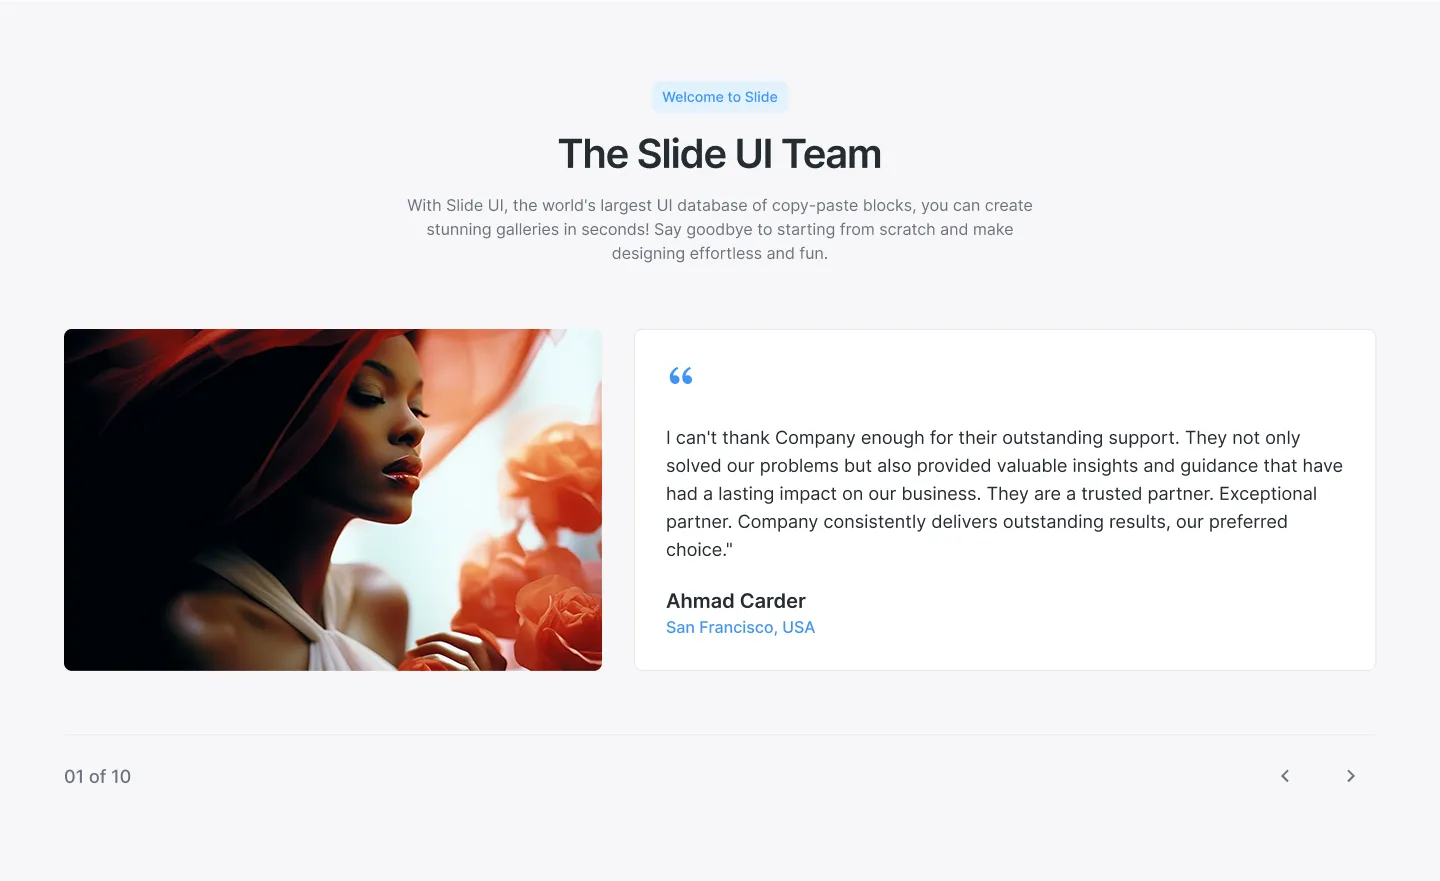 Welcome to Slide
The Slide UI Team
With Slide UI, the world's largest UI database of copy-paste blocks, you can create
stunning galleries in seconds! Say goodbye to starting from scratch and make
designing effortless and fun.
“
I can't thank Company enough for their outstanding support. They not only
solved our problems but also provided valuable insights and guidance that have
had a lasting impact on our business. They are a trusted partner. Exceptional
partner. Company consistently delivers outstanding results, our preferred
choice."
Ahmad Carder
San Francisco, USA
01 of 10